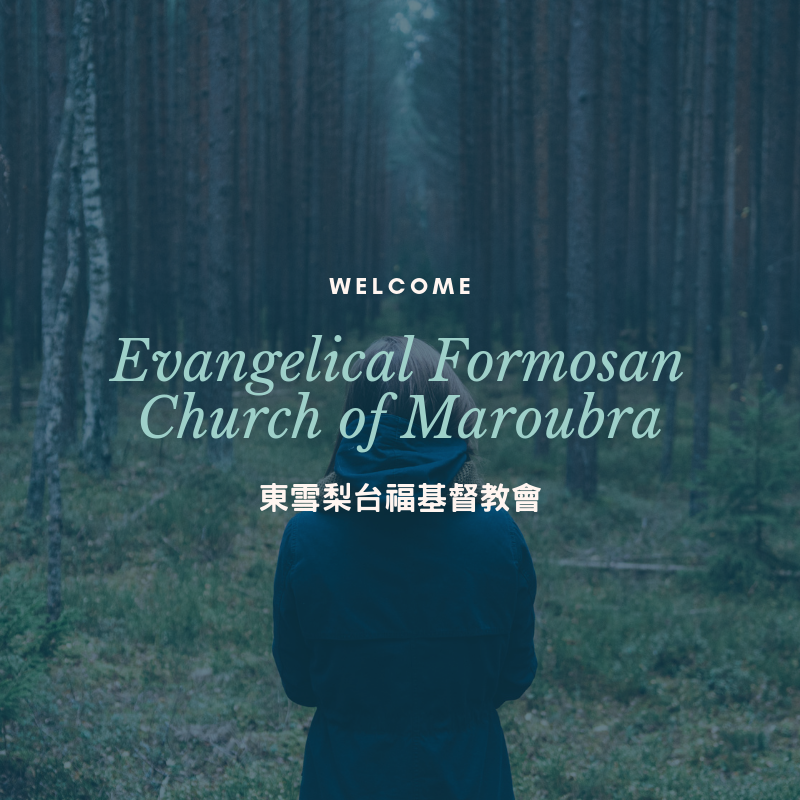 WELCOME
Evangelical Formosan
Church of Maroubra
東雪梨台福基督教會